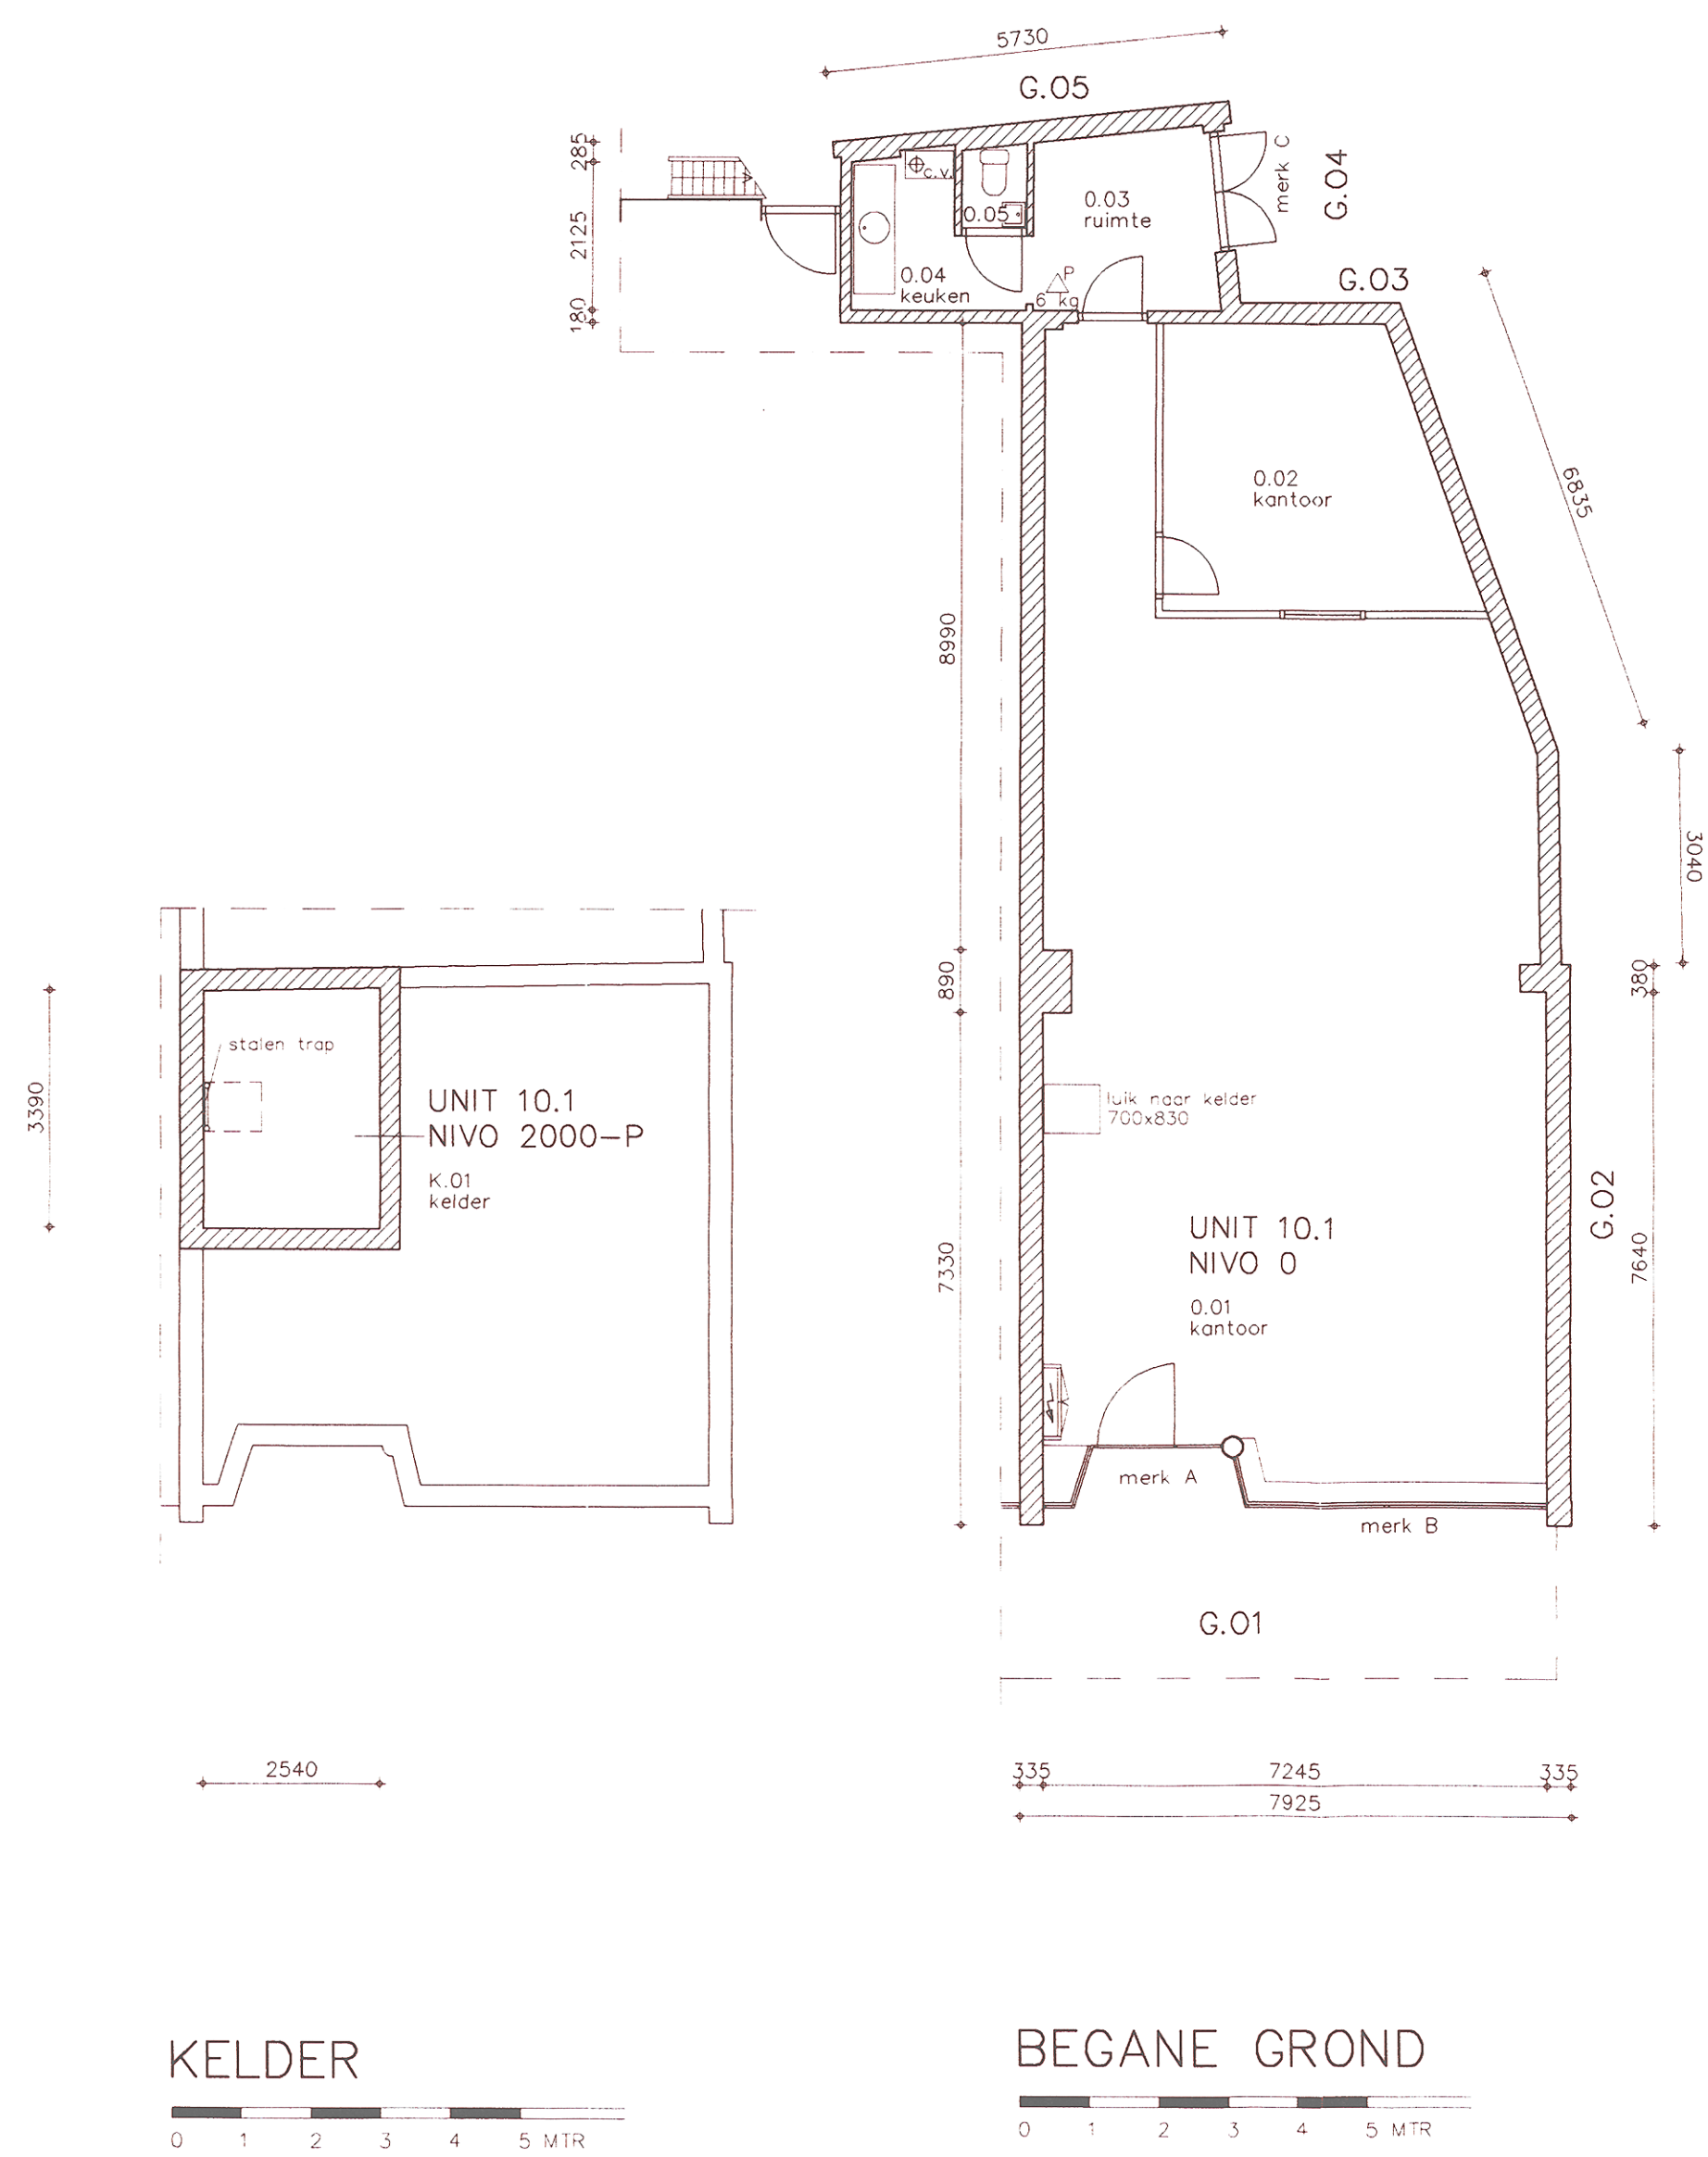 5730
G.05
285
2125
180
c.v.
0.05
0.03
ruimte
merk C
G.04
0.04
keuken
P
6 kg
G.03
6835
0.02
kantoor
8990
3040
890
380
luik naar kelder
700x830
7330
UNIT 10.1
NIVO 0
0.01
kantoor
G.02
7640
merk A
merk B
G.01
335
7245
335
7925
3390
stalen trap
UNIT 10.1
NIVO 2000-P
K.01
kelder
2540
KELDER
0 1 2 3 4 5 MTR
BEGANE GROND
0 1 2 3 4 5 MTR